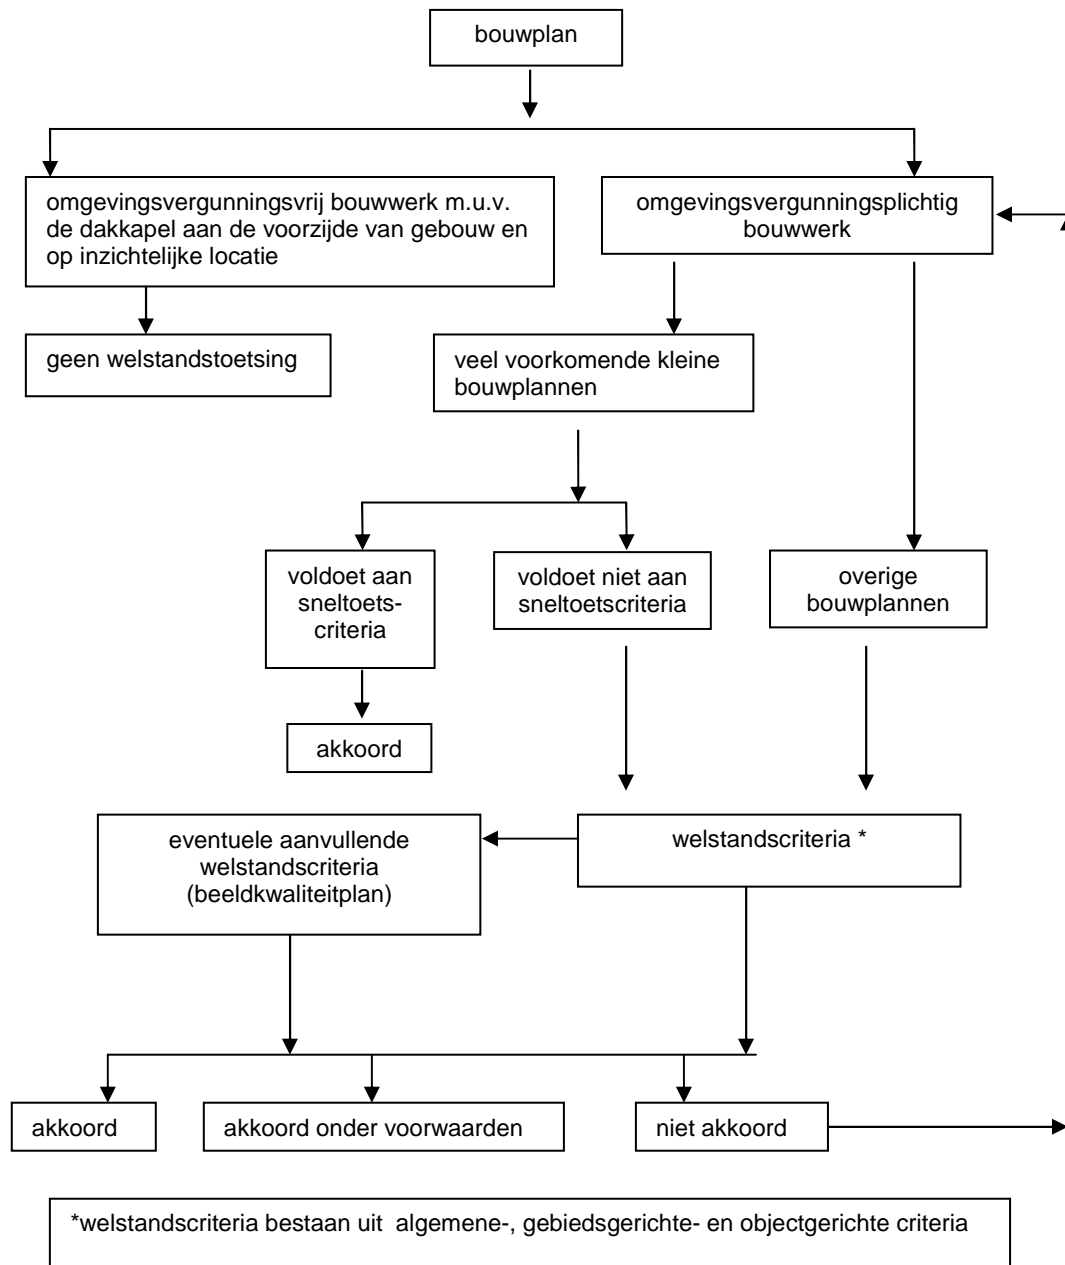 bouwplan
omgevingsvergunningsvrij bouwwerk m.u.v.
de dakkapel aan de voorzijde van gebouw en
op inzichtelijke locatie
omgevingsvergunningsplichtig
bouwwerk
geen welstandstoetsing
veel voorkomende kleine
bouwplannen
voldoet aan
sneltoets-
criteria
voldoet niet aan
sneltoetscriteria
overige
bouwplannen
akkoord
eventuele aanvullende
welstandscriteria
(beeldkwaliteitplan)
welstandscriteria *
akkoord
akkoord onder voorwaarden
niet akkoord
*welstandscriteria bestaan uit algemene-, gebiedsgerichte- en objectgerichte criteria